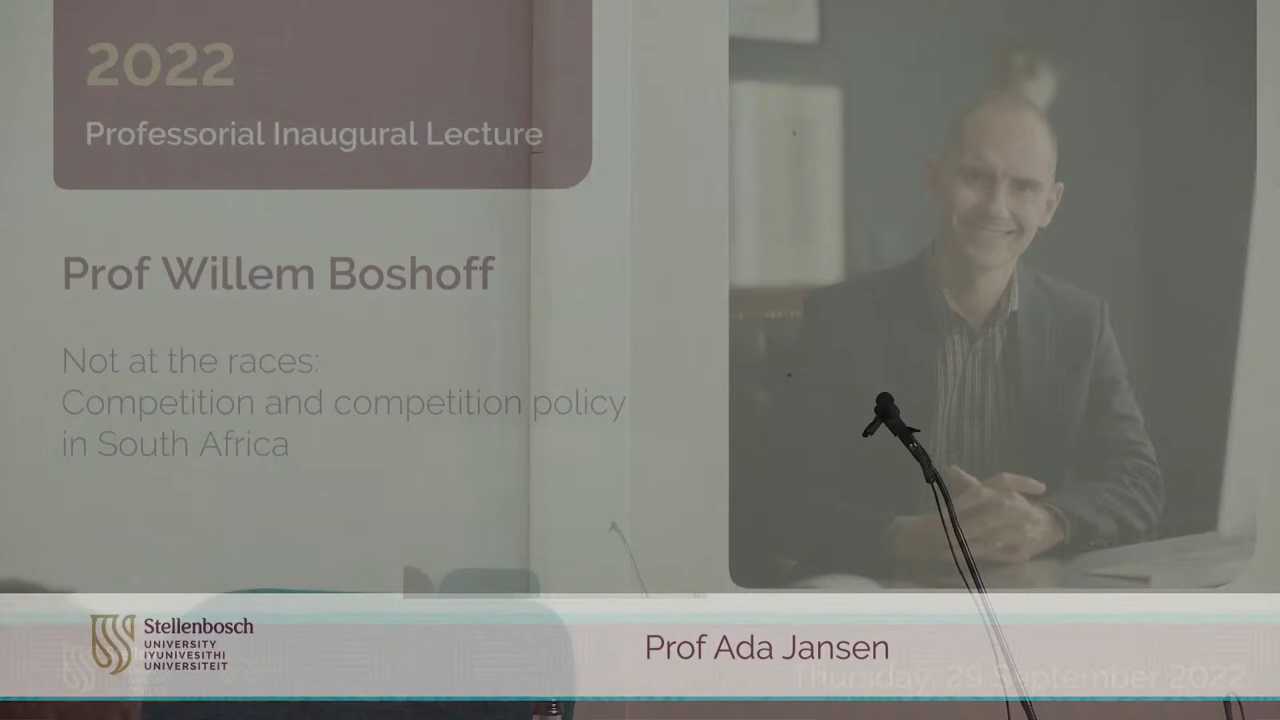 2022
Professorial Inaugural Lecture
Prof Willem Boshoff
Not at the races:
Competition and competition policy
in South Africa
Stellenbosch
UNIVERSITY
IYUNIVESITHI
UNIVERSITEIT
Prof Ada Jansen
Thursday, 29 September 2022